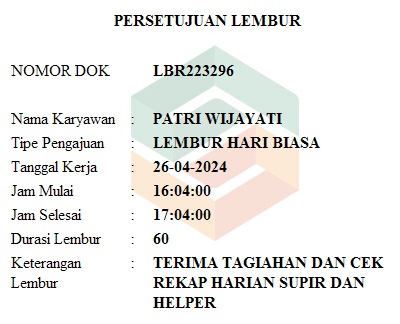 PERSETUJUAN LEMBUR
NOMOR DOK LBR223296
Nama Karyawan : PATRI WIJAYATI
Tipe Pengajuan : LEMBUR HARI BIASA
Tanggal Kerja : 26-04-2024
Jam Mulai : 16:04:00
Jam Selesai : 17:04:00
Durasi Lembur : 60
Keterangan : TERIMA TAGIAHAN DAN CEK
Lembur REKAP HARIAN SUPIR DAN
HELPER